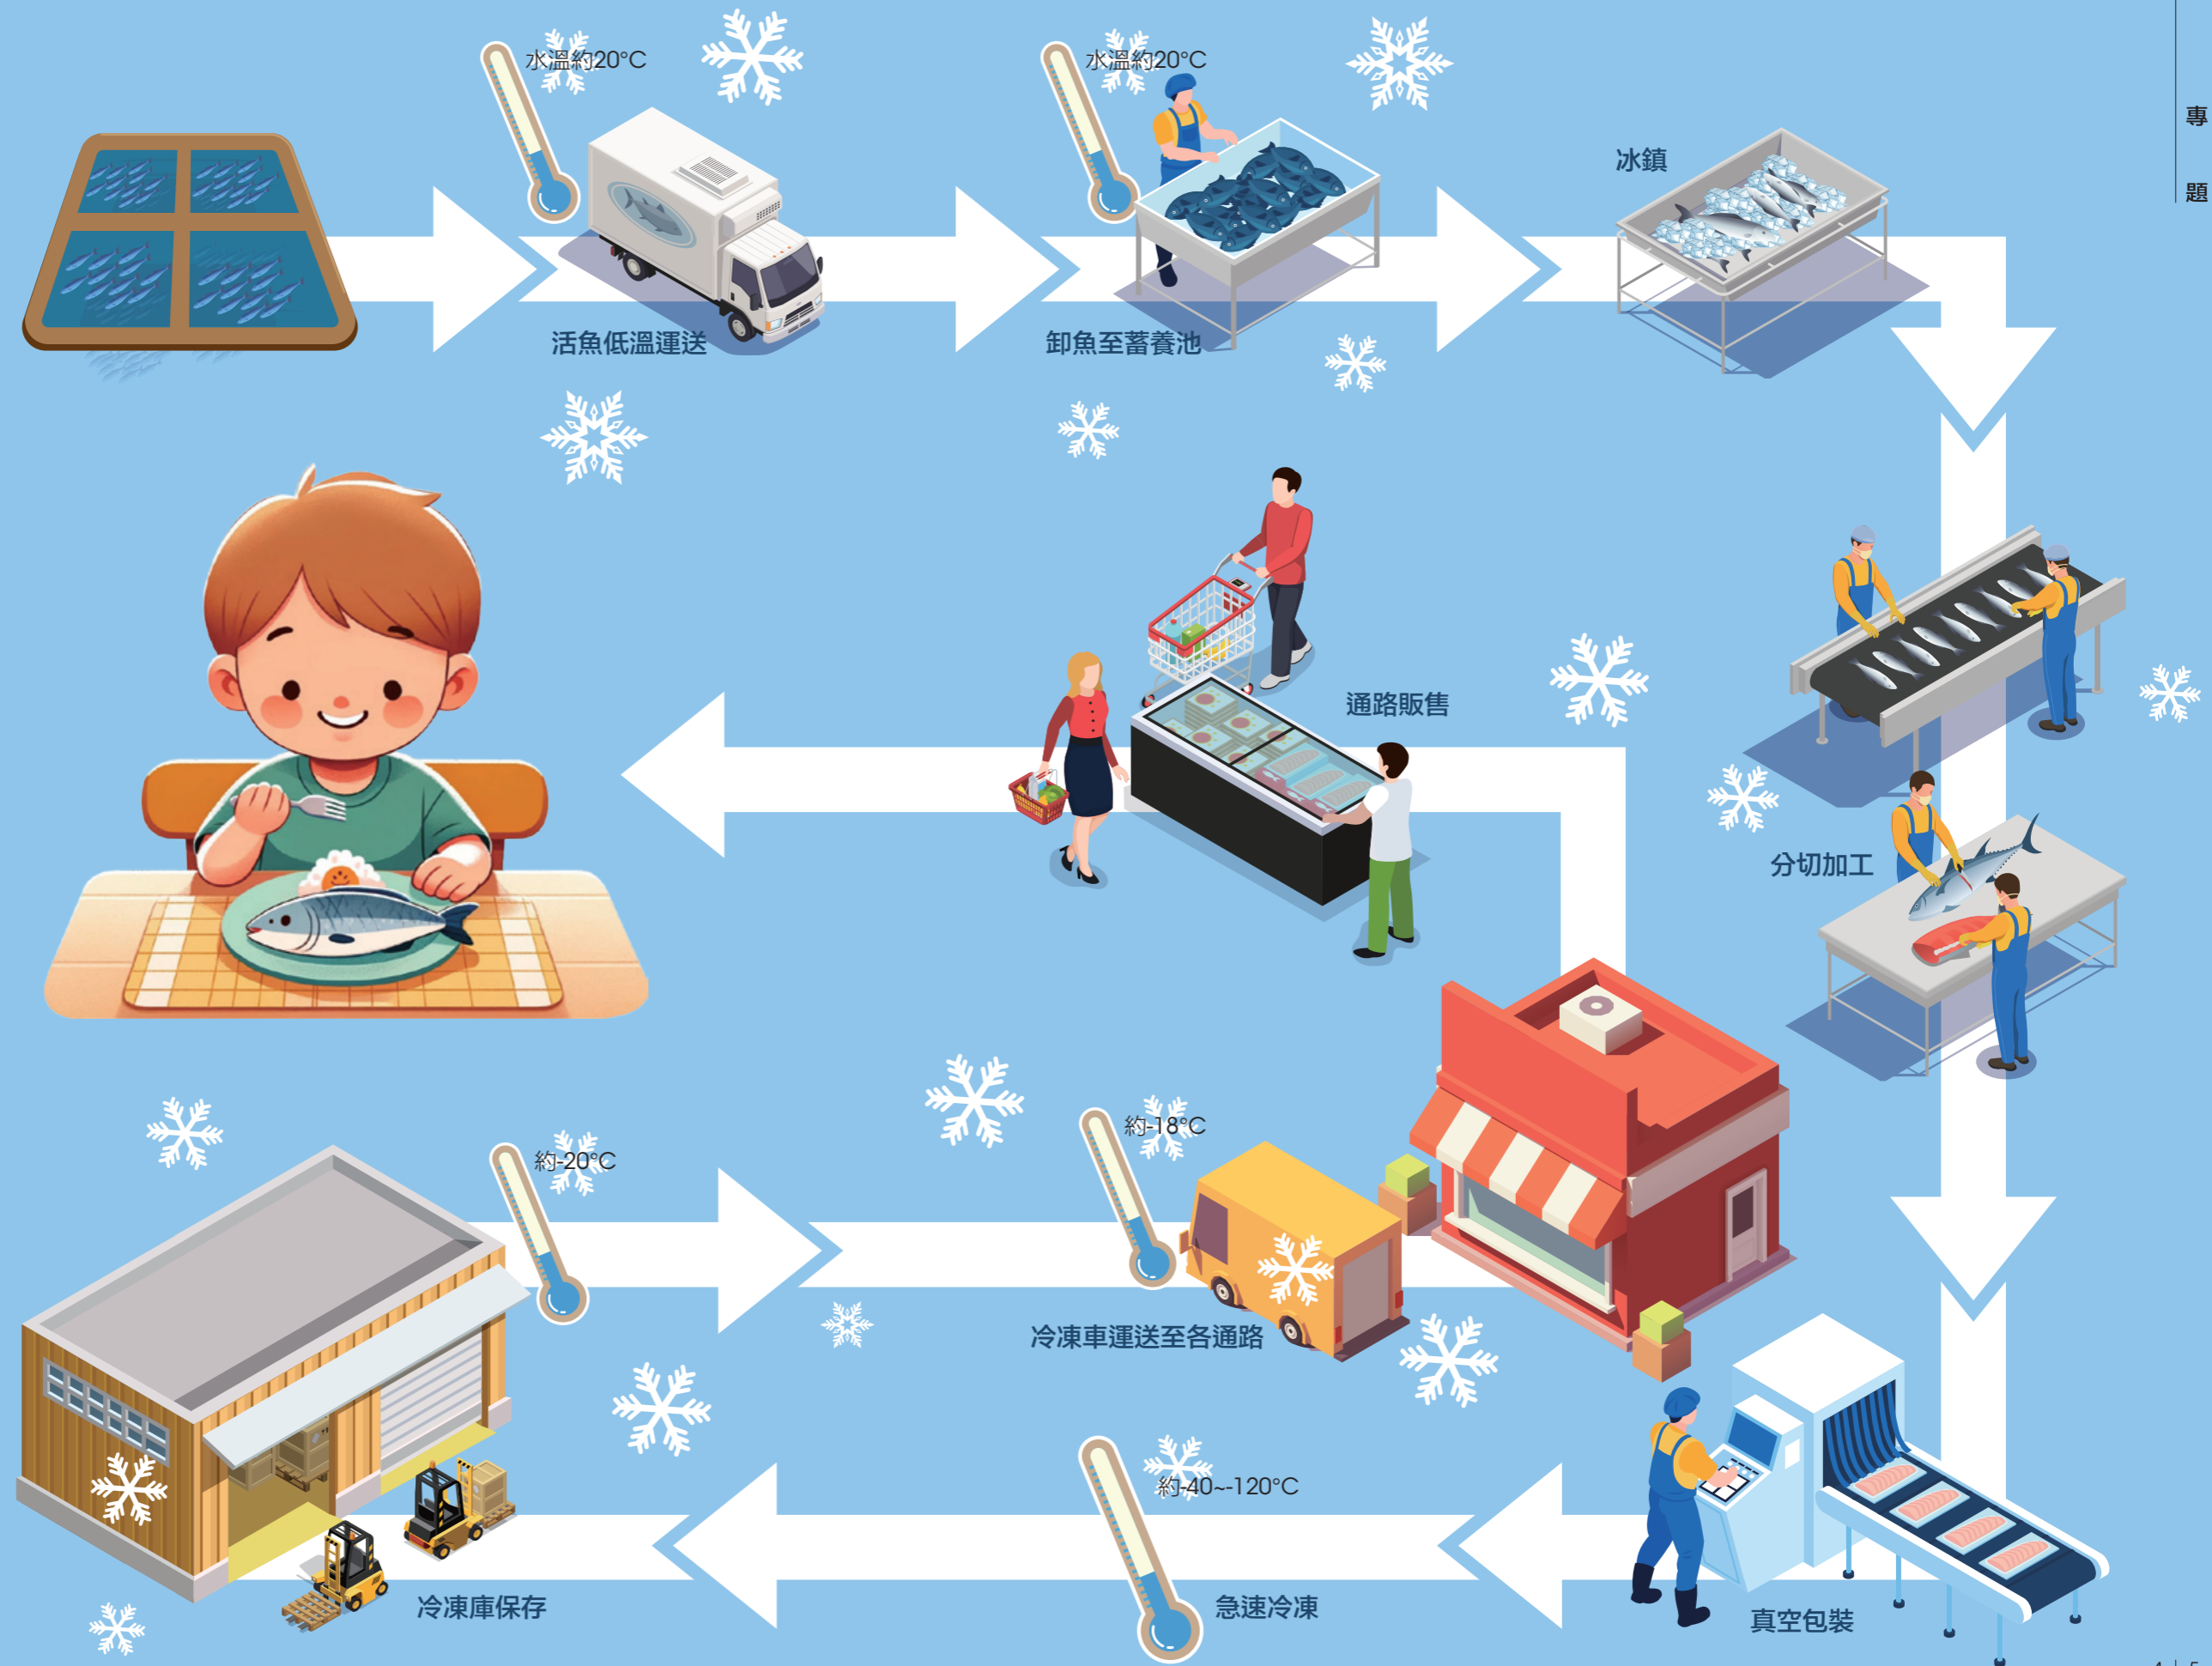 專題
水溫約20°C
活魚低溫運送
水溫約20°C
卸魚至蓄養池
冰鎮
分切加工
真空包裝
約-40~-120°C
急速冷凍
約-20°C
冷凍庫保存
約-18°C
冷凍車運送至各通路
通路販售